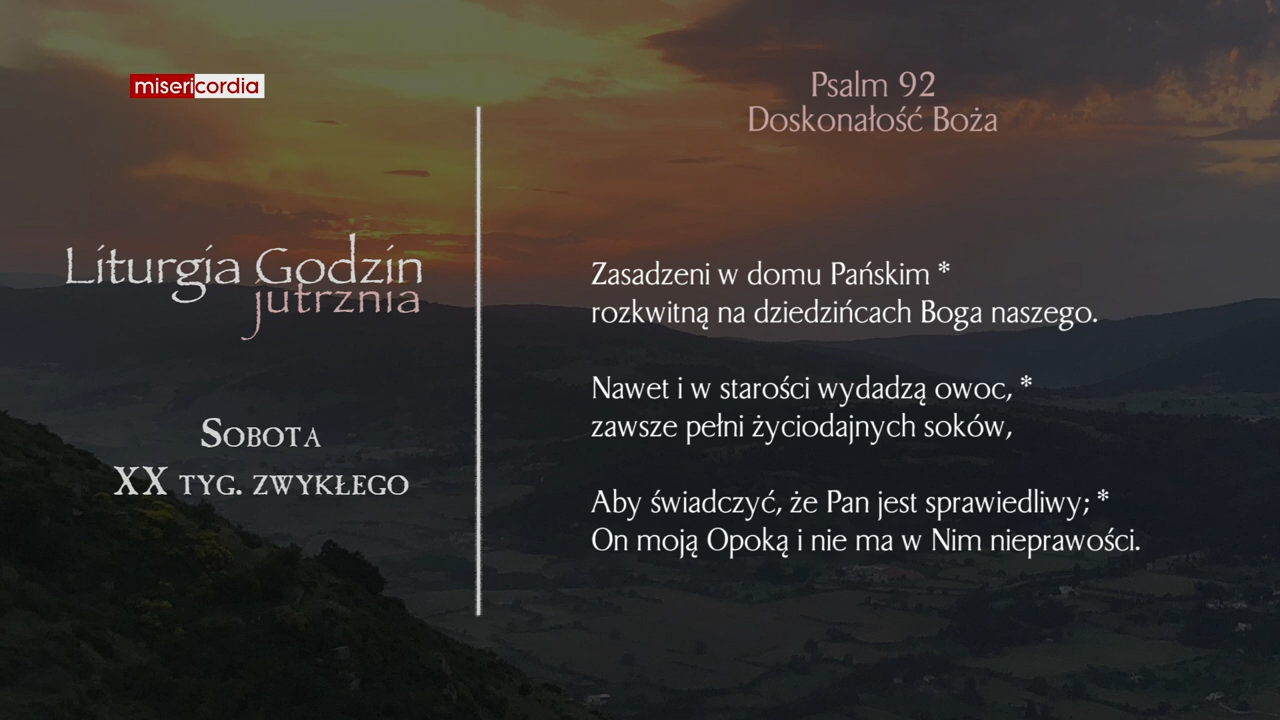 misericordia
Liturgia Godzin
jutrznia
Sobota
XX tyg. zwykłego
Psalm 92
Doskonałość Boża
Zasadzeni w domu Pańskim *
rozkwitną na dziedzińcach Boga naszego.
Nawet i w starości wydadzą owoc, *
zawsze pełni życiodajnych soków,
Aby świadczyć, że Pan jest sprawiedliwy; *
On moją Opoką i nie ma w Nim nieprawości.